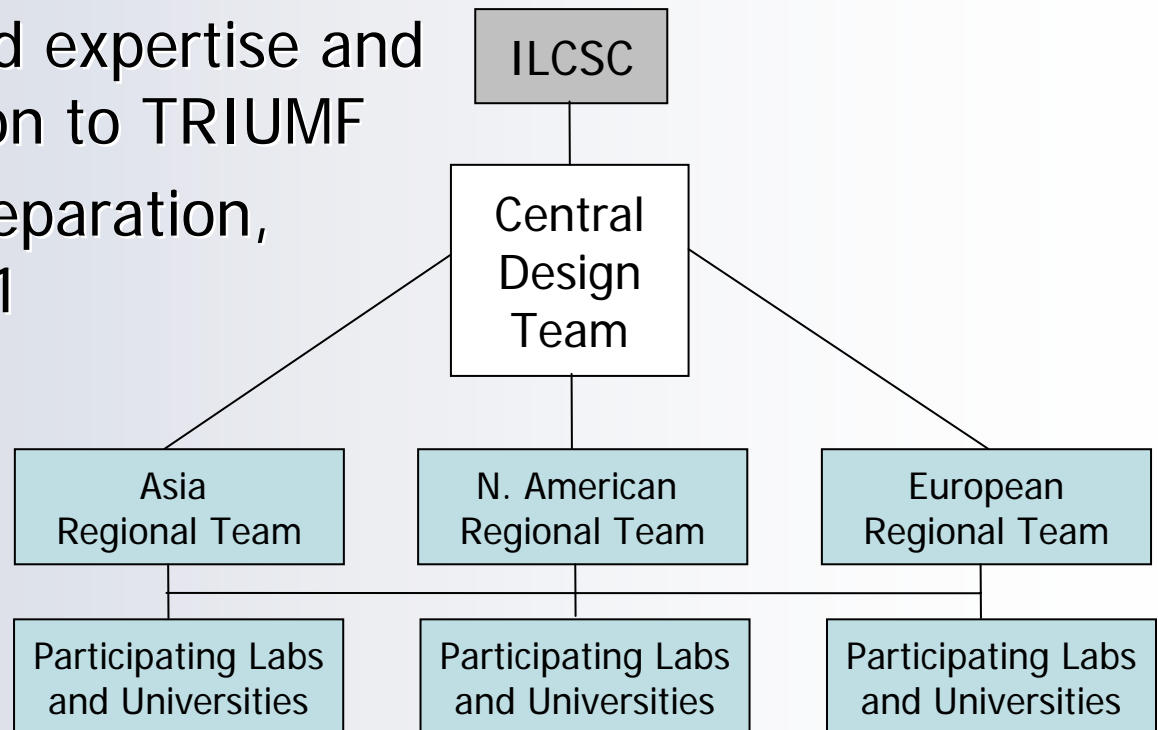 d expertise and
on to TRIUMF
eparation,
1
ILCSC
Central
Design
Team
Asia
Regional Team
N. American
Regional Team
European
Regional Team
Participating Labs
and Universities
Participating Labs
and Universities
Participating Labs
and Universities